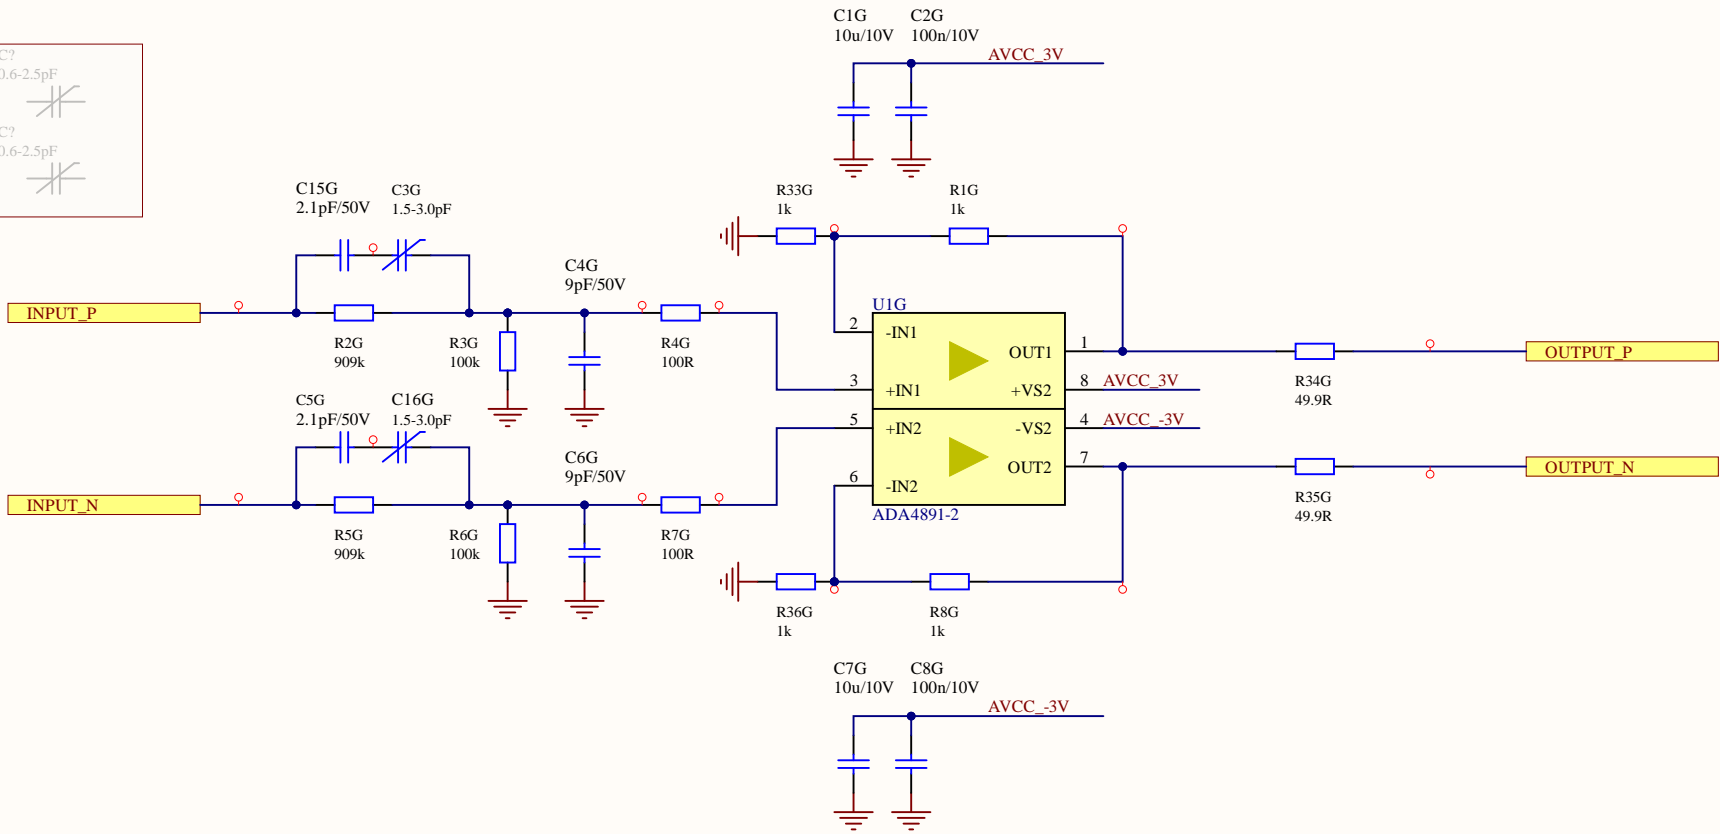 C1G
10u/10V
C2G
100n/10V
AVCC_3V
C?
0.6-2.5pF
C?
0.6-2.5pF
C15G
2.1pF/50V
C3G
1.5-3.0pF
R33G
1k
R1G
1k
C4G
9pF/50V
INPUT_P
R2G
909k
R3G
100k
R4G
100R
U1G
2
-IN1
3
+IN1
5
+IN2
6
-IN2
OUT1
1
+VS2
8
AVCC_3V
-VS2
4
AVCC_-3V
OUT2
7
ADA4891-2
R34G
49.9R
OUTPUT_P
OUTPUT_N
R35G
49.9R
C5G
2.1pF/50V
C16G
1.5-3.0pF
C6G
9pF/50V
INPUT_N
R5G
909k
R6G
100k
R7G
100R
R36G
1k
R8G
1k
C7G
10u/10V
C8G
100n/10V
AVCC_-3V